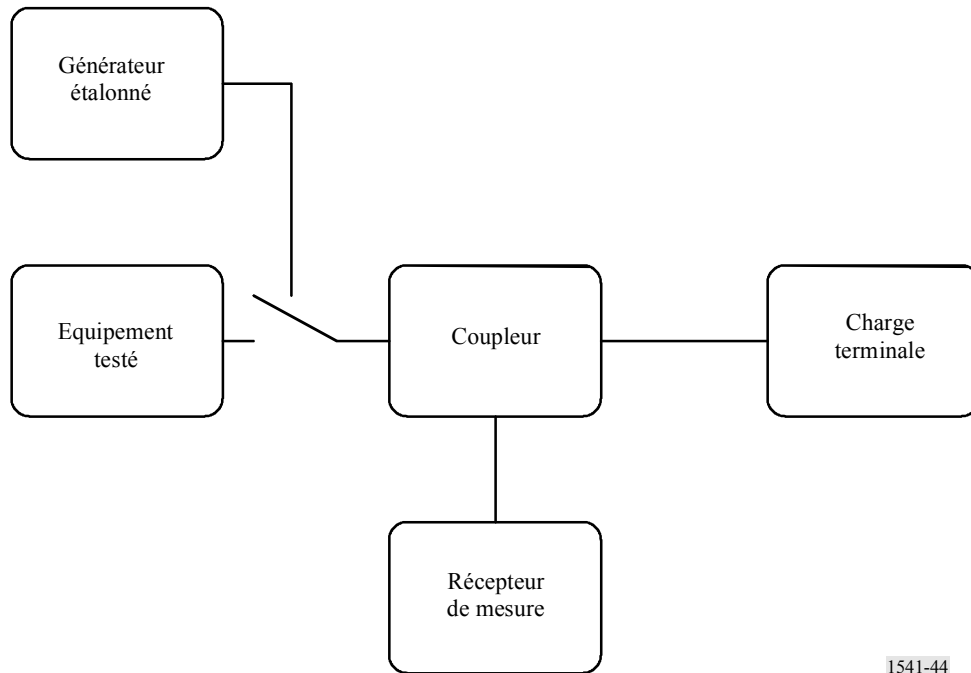 Générateur
étalonné
Equipement
testé
Coupleur
Charge
terminale
Récepteur
de mesure
1541-44